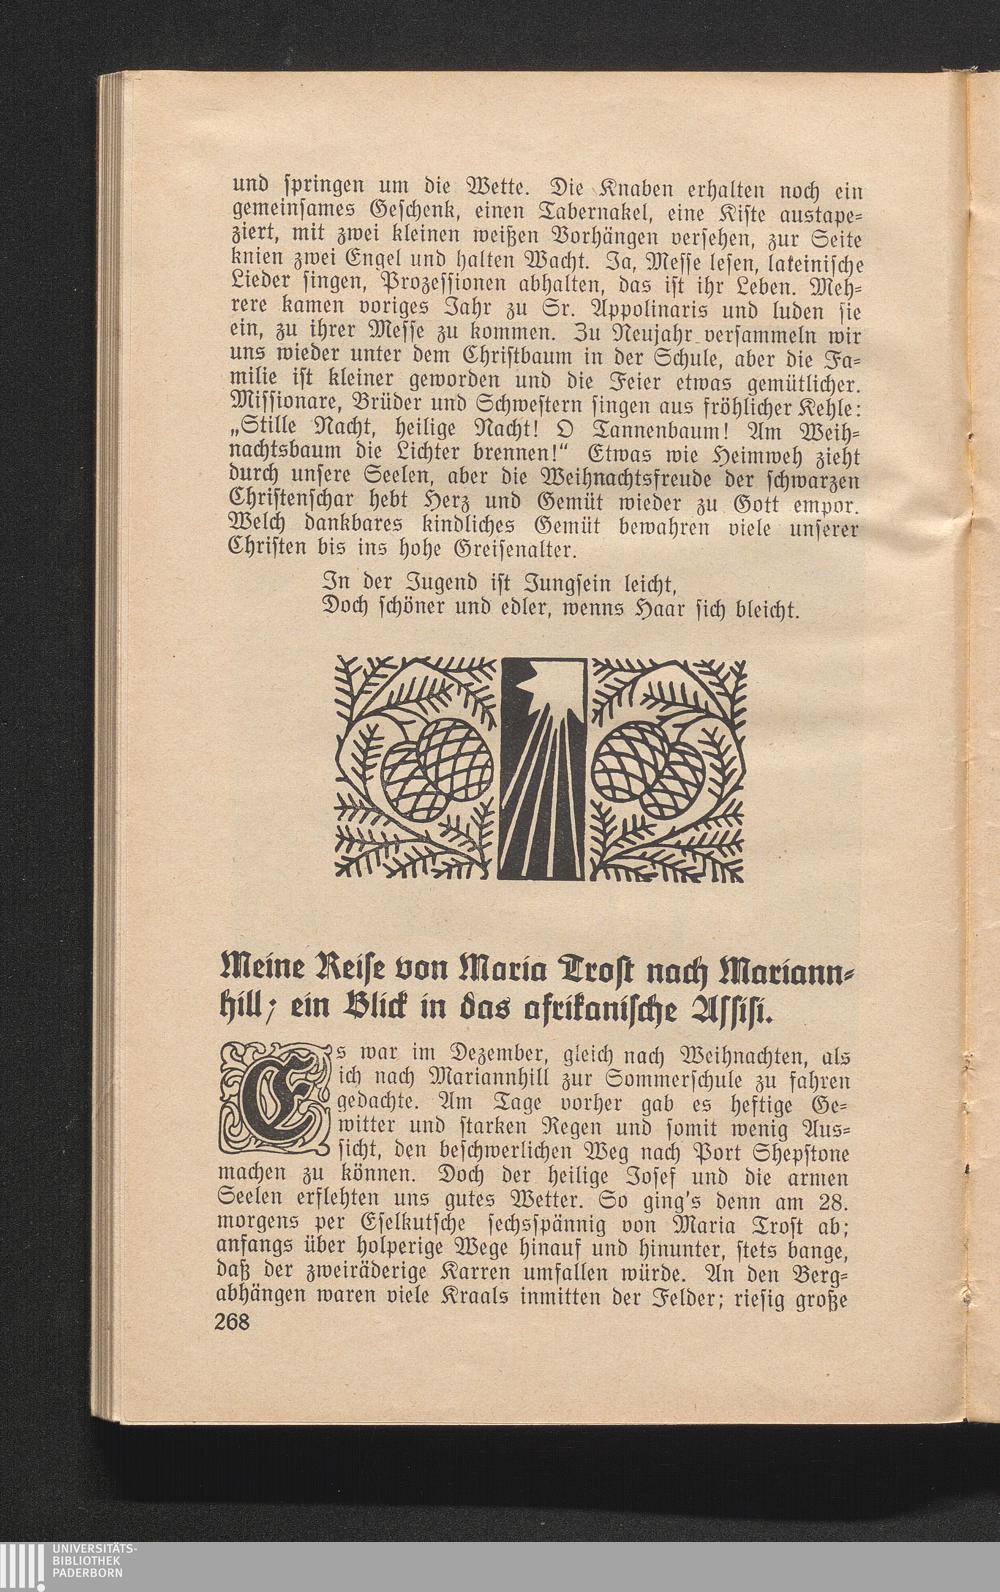 und springen um die Wette. Die Knaben erhalten noch ein
gemeinsames Geschenk, einen Tabernakel, eine Kiste austape-
ziert, mit zwei kleinen weißen Vorhängen versehen, zur Seite
knien zwei Engel und halten Wacht. Ja, Messe lesen, lateinische
Lieder singen, Prozessionen abhalten, das ist ihr Leben. Meh-
rere kamen voriges Jahr zu Sr. Appolinaris und luden sie
ein, zu ihrer Messe zu kommen. Zu Neujahr versammeln wir
uns wieder unter dem Christbaum in der Schule, aber die Fa-
milie ist kleiner geworden und die Feier etwas gemütlicher.
Missionare, Brüder und Schwestern singen aus fröhlicher Kehle:
„Stille Nacht, heilige Nacht! O Tannenbaum! Am Weih-
nachtsbaum die Lichter brennen!“ Etwas wie Heimweh zieht
durch unsere Seelen, aber die Weihnachtsfreude der schwarzen
Christenschar hebt Herz und Gemüt wieder zu Gott empor.
Welch dankbares kindliches Gemüt bewahren viele unserer
Christen bis ins hohe Greisenalter.
In der Jugend ist Jungsein leicht,
Doch schöner und edler, wenns Haar sich bleicht.
Meine Reise von Maria Trost nach Mariann-
hill; ein Blick in das afrikanische Assisi.
Es war im Dezember, gleich nach Weihnachten, als
ich nach Mariannhill zur Sommerschule zu fahren
gedachte. Am Tage vorher gab es heftige Ge-
witter und starken Regen und somit wenig Aus-
sicht, den beschwerlichen Weg nach Port Shepstone
machen zu können. Doch der heilige Josef und die armen
Seelen erflehten uns gutes Wetter. So ging's denn am 28.
morgens per Eselkutsche sechsspännig von Maria Trost ab;
anfangs über holperige Wege hinauf und hinunter, stets bange,
daß der zweiräderige Karren umfallen würde. An den Berg-
abhängen waren viele Kraals inmitten der Felder; riesig große
268
UNIVERSITÄTS-
BIBLIOTHEK
PADERBORN